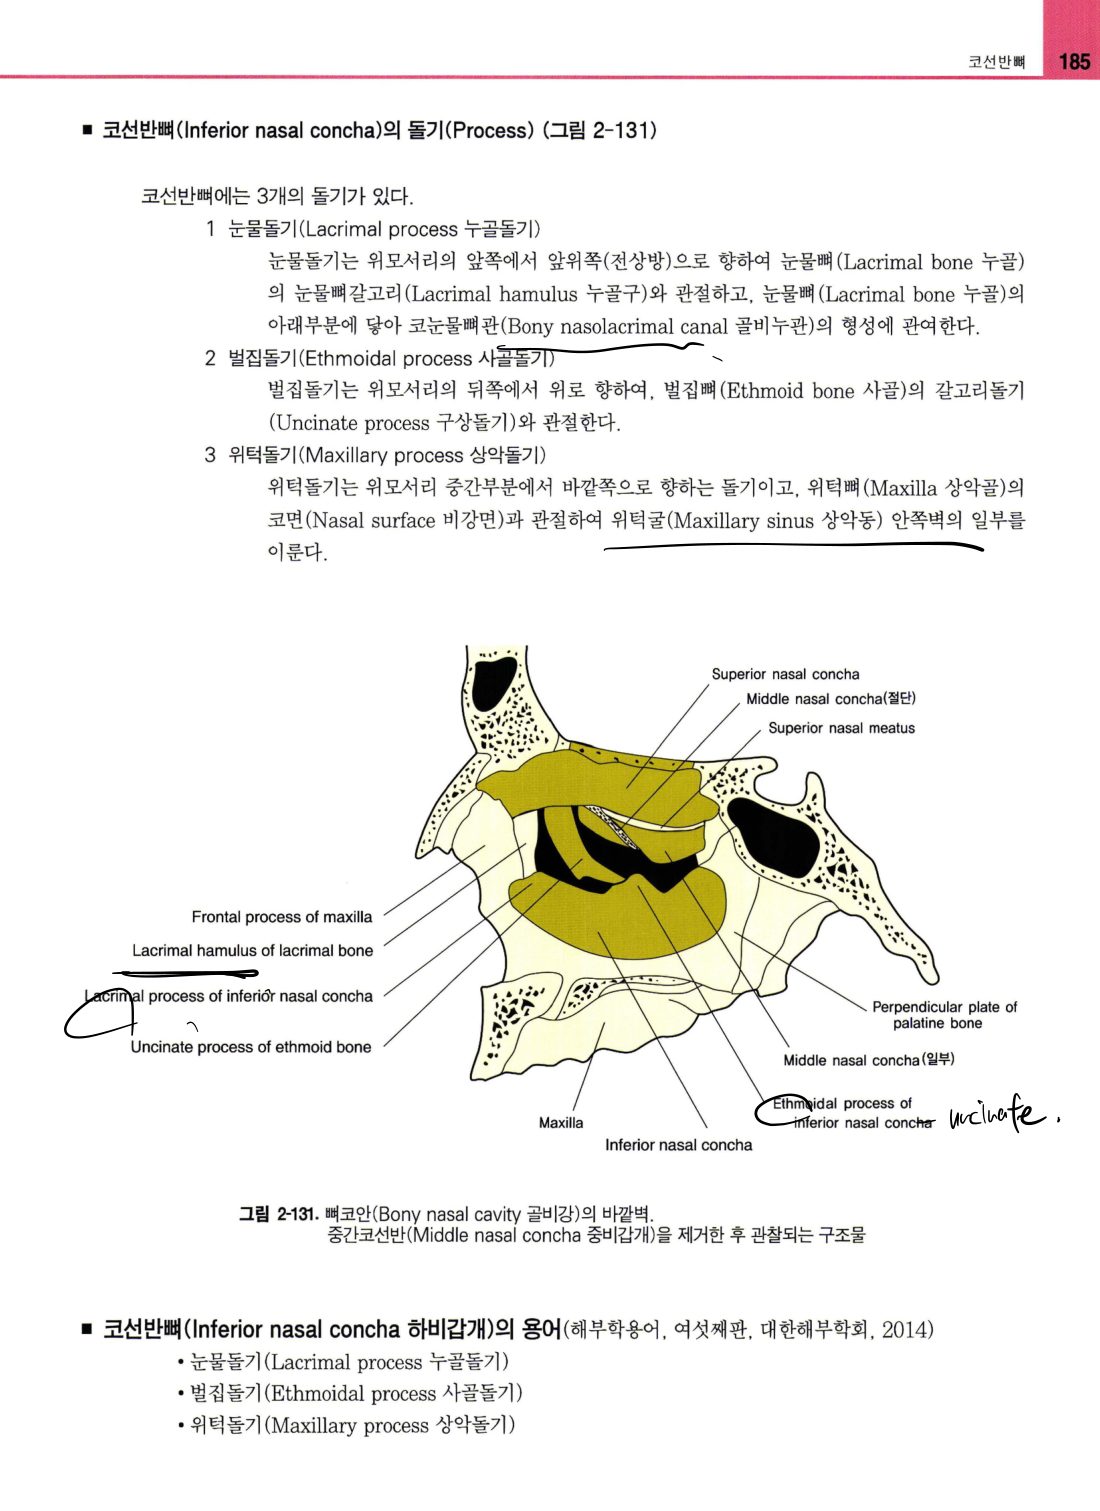 코선반뼈 185
■ 코선반뼈(Inferior nasal concha)의 돌기(Process) (그림 2-131)
코선반뼈에는 3개의 돌기가 있다.
1 눈물돌기(Lacrimal process 누골돌기)
눈물돌기는 위모서리의 앞쪽에서 앞위쪽(전상방)으로 향하여 눈물뼈(Lacrimal bone 누골)
의 눈물뼈갈고리(Lacrimal hamulus 누골구)와 관절하고, 눈물뼈(Lacrimal bone 누골)의
아래부분에 닿아 코눈물뼈관(Bony nasolacrimal canal 골비누관)의 형성에 관여한다.
2 벌집돌기(Ethmoidal process 사골돌기)
벌집돌기는 위모서리의 뒤쪽에서 위로 향하여, 벌집뼈(Ethmoid bone 사골)의 갈고리돌기
(Uncinate process 구상돌기)와 관절한다.
3 위턱돌기(Maxillary process 상악돌기)
위턱돌기는 위모서리 중간부분에서 바깥쪽으로 향하는 돌기이고, 위턱뼈(Maxilla 상악골)의
코면(Nasal surface 비강면)과 관절하여 위턱굴(Maxillary sinus 상악동) 안쪽벽의 일부를
이룬다.
Superior nasal concha
Middle nasal concha(절단)
Superior nasal meatus
Frontal process of maxilla
Lacrimal hamulus of lacrimal bone
Lacrimal process of inferior nasal concha
Uncinate process of ethmoid bone
Perpendicular plate of
palatine bone
Middle nasal concha(일부)
Ethmoidal process of
inferior nasal concha uncinate.
Maxilla
Inferior nasal concha
그림 2-131. 뼈코안(Bony nasal cavity 골비강)의 바깥벽.
중간코선반(Middle nasal concha 중비갑개)을 제거한 후 관찰되는 구조물
■ 코선반뼈(Inferior nasal concha 하비갑개)의 용어(해부학용어, 여섯째판, 대한해부학회, 2014)
• 눈물돌기(Lacrimal process 누골돌기)
• 벌집돌기(Ethmoidal process 사골돌기)
• 위턱돌기(Maxillary process 상악돌기)